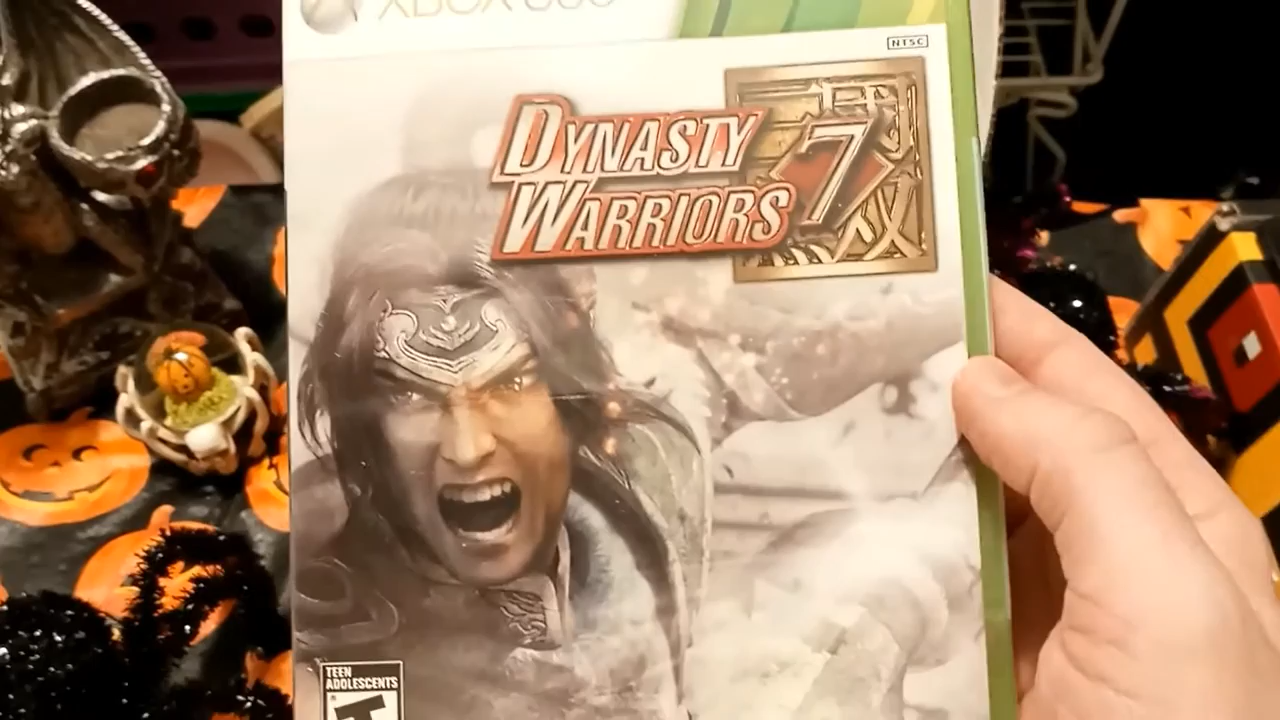 XBOX 360
NTSC
DYNASTY
WARRIORS
7
TEEN
ADOLESCENTS
T